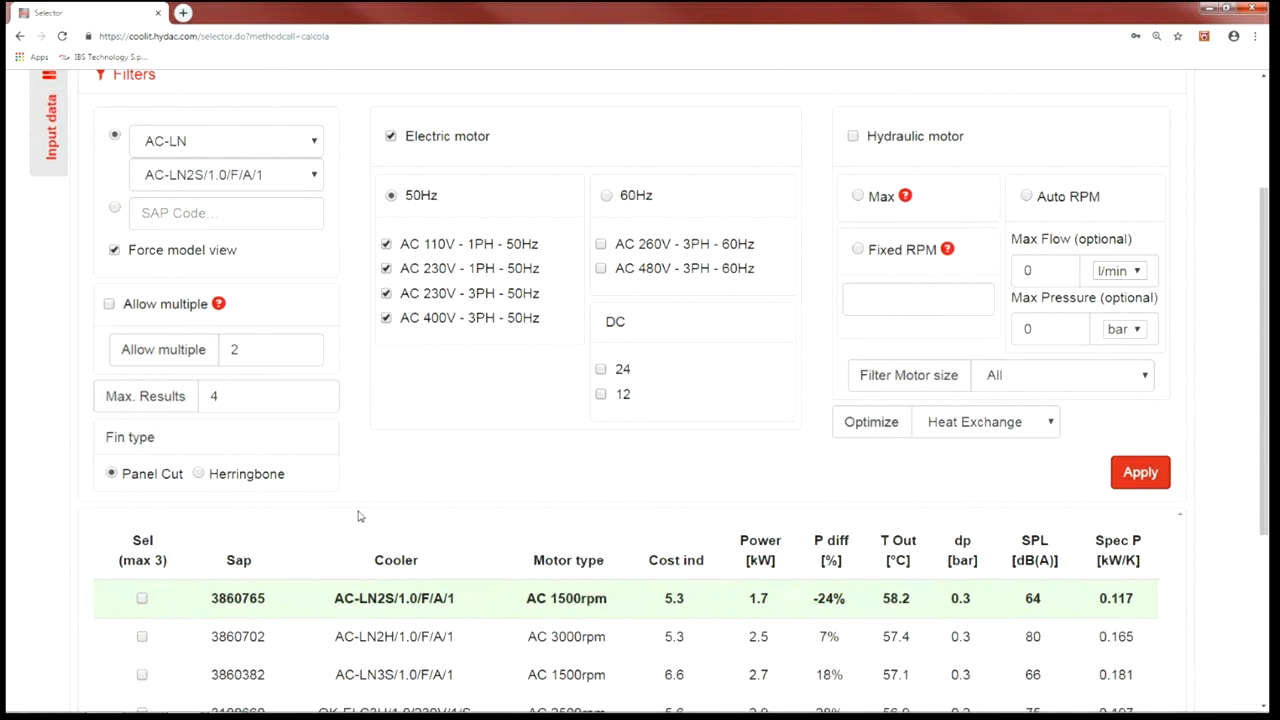 Selector
https://coolit.hydac.com/selector.do?methodcall=calcola
Apps IBS Technology S.p...
Input data
Filters
AC-LN
AC-LN2S/1.0/F/A/1
SAP Code...
Force model view
Allow multiple
Allow multiple 2
Max. Results 4
Fin type
Panel Cut Herringbone
Electric motor
50Hz
AC 110V - 1PH - 50Hz
AC 230V - 1PH - 50Hz
AC 230V - 3PH - 50Hz
AC 400V - 3PH - 50Hz
60Hz
AC 260V - 3PH - 60Hz
AC 480V - 3PH - 60Hz
DC
24
12
Hydraulic motor
Max
Fixed RPM
Auto RPM
Max Flow (optional)
0 l/min
Max Pressure (optional)
0 bar
Filter Motor size All
Optimize Heat Exchange
Apply
Sel (max 3) Sap Cooler Motor type Cost ind Power [kW] P diff [%] T Out [°C] dp [bar] SPL [dB(A)] Spec P [kW/K]
3860765 AC-LN2S/1.0/F/A/1 AC 1500rpm 5.3 1.7 -24% 58.2 0.3 64 0.117
3860702 AC-LN2H/1.0/F/A/1 AC 3000rpm 5.3 2.5 7% 57.4 0.3 80 0.165
3860382 AC-LN3S/1.0/F/A/1 AC 1500rpm 6.6 2.7 18% 57.1 0.3 66 0.181